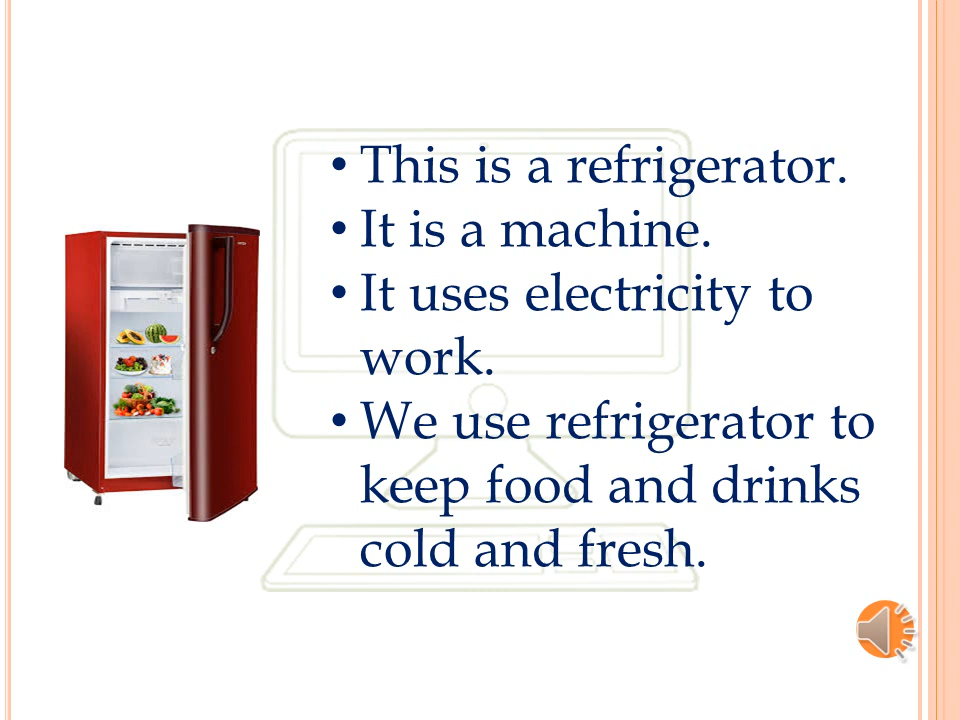 • This is a refrigerator.
• It is a machine.
• It uses electricity to
work.
• We use refrigerator to
keep food and drinks
cold and fresh.